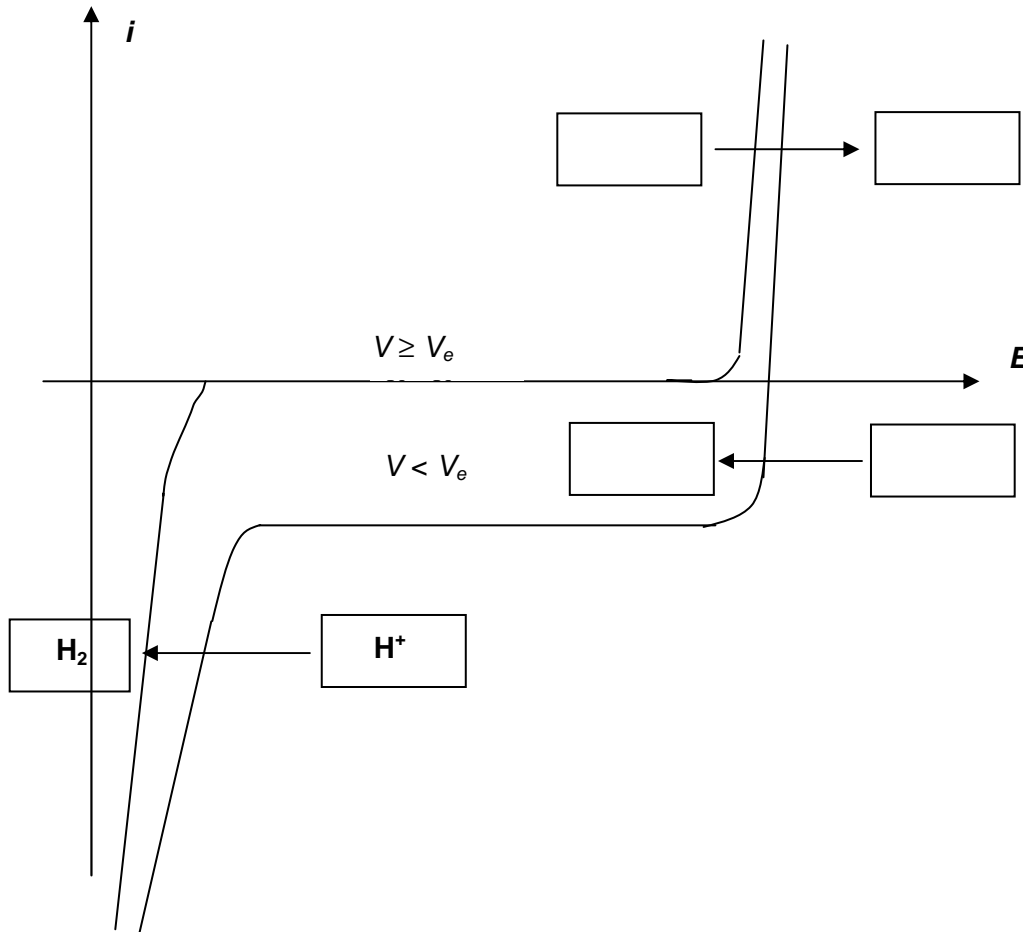 i
V ≥ Vₑ
E
V < Vₑ
H₂
H⁺